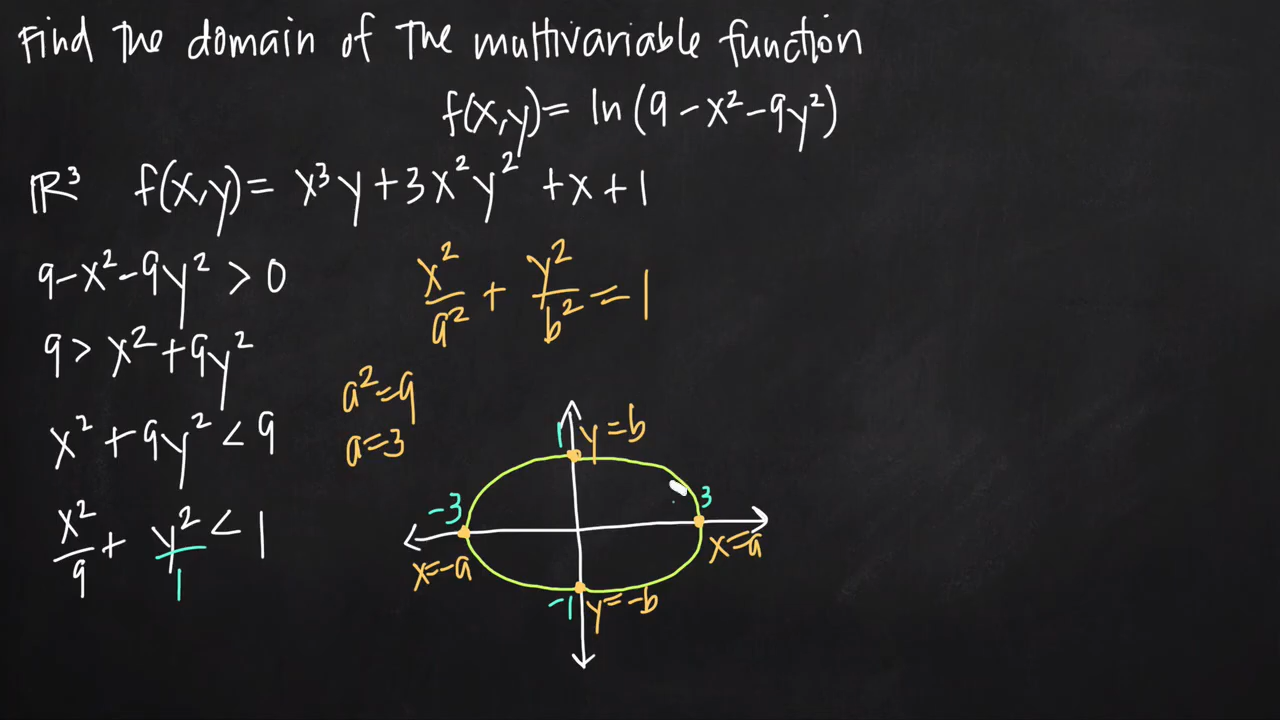 Find the domain of the multivariable function
f(x,y) = ln(9 - x² - 9y²)
ℝ³ f(x,y) = x³y + 3x²y² + x + 1
9 - x² - 9y² > 0
9 > x² + 9y²
x² + 9y² < 9
x²/9 + y²/1 < 1
x²/a² + y²/b² = 1
a² = 9
a = 3
1 y = b
-3
3
x = -a
x = a
-1 y = -b